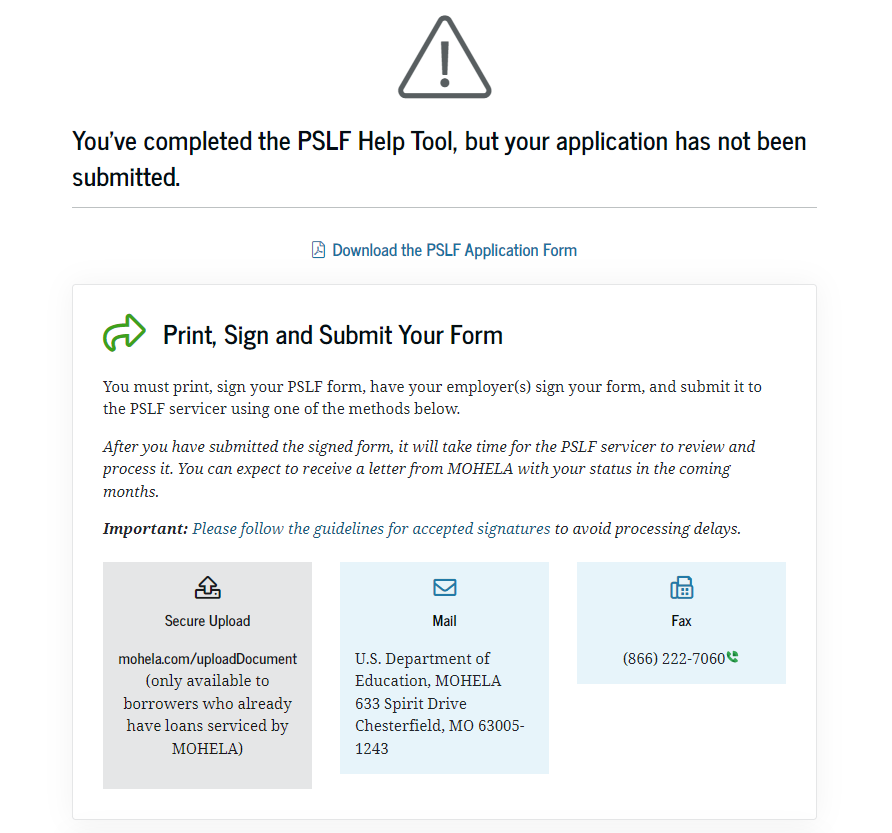 You've completed the PSLF Help Tool, but your application has not been
submitted.
Download the PSLF Application Form
Print, Sign and Submit Your Form
You must print, sign your PSLF form, have your employer(s) sign your form, and submit it to
the PSLF servicer using one of the methods below.
After you have submitted the signed form, it will take time for the PSLF servicer to review and
process it. You can expect to receive a letter from MOHELA with your status in the coming
months.
Important: Please follow the guidelines for accepted signatures to avoid processing delays.
Secure Upload
mohela.com/uploadDocument
(only available to
borrowers who already
have loans serviced by
MOHELA)
Mail
U.S. Department of
Education, MOHELA
633 Spirit Drive
Chesterfield, MO 63005-
1243
Fax
(866) 222-7060